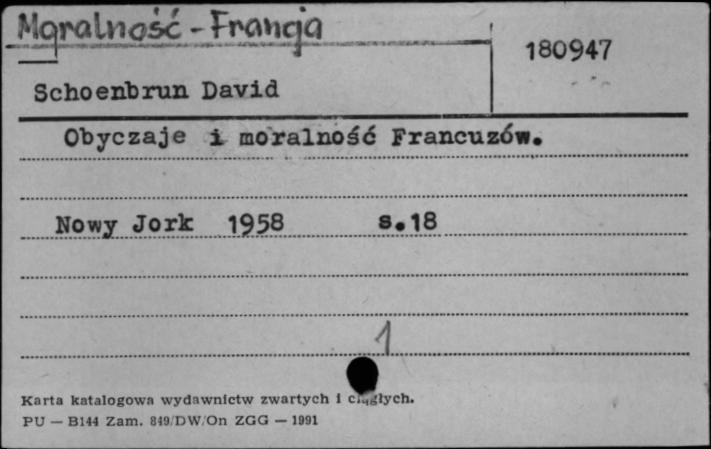 Moralność - Francja
180947
Schoenbrun David
Obyczaje i moralność Francuzów.
Nowy Jork 1958 s.18
1
Karta katalogowa wydawnictw zwartych i ciągłych.
PU — B144 Zam. 849/DW/On ZGG — 1991